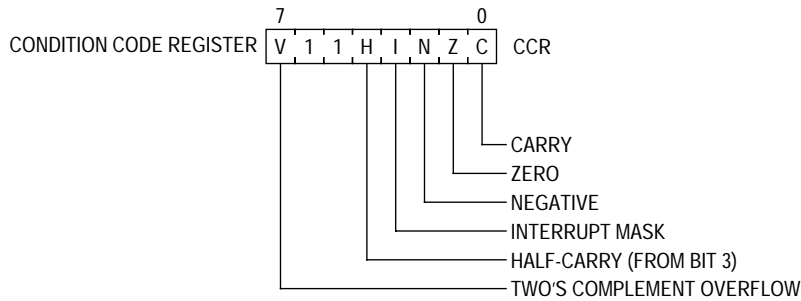 7 0
CONDITION CODE REGISTER V 1 1 H I N Z C CCR
CARRY
ZERO
NEGATIVE
INTERRUPT MASK
HALF-CARRY (FROM BIT 3)
TWO'S COMPLEMENT OVERFLOW